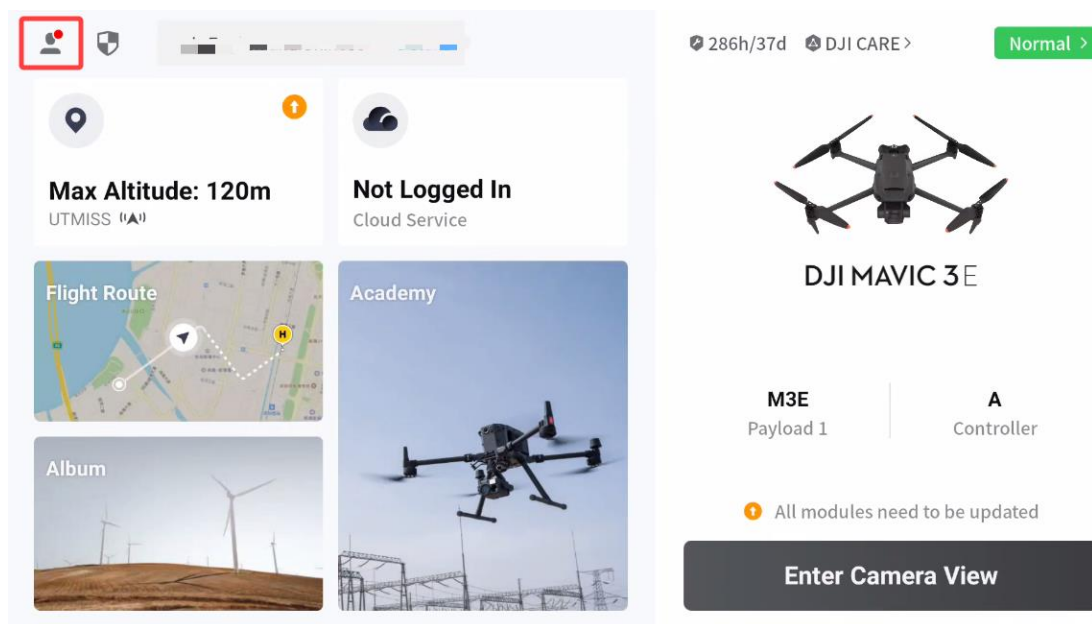 286h/37d DJI CARE >
Normal >
Max Altitude: 120m
UTMISS
Not Logged In
Cloud Service
Flight Route
H
Academy
Album
DJI MAVIC 3E
M3E
Payload 1
A
Controller
All modules need to be updated
Enter Camera View